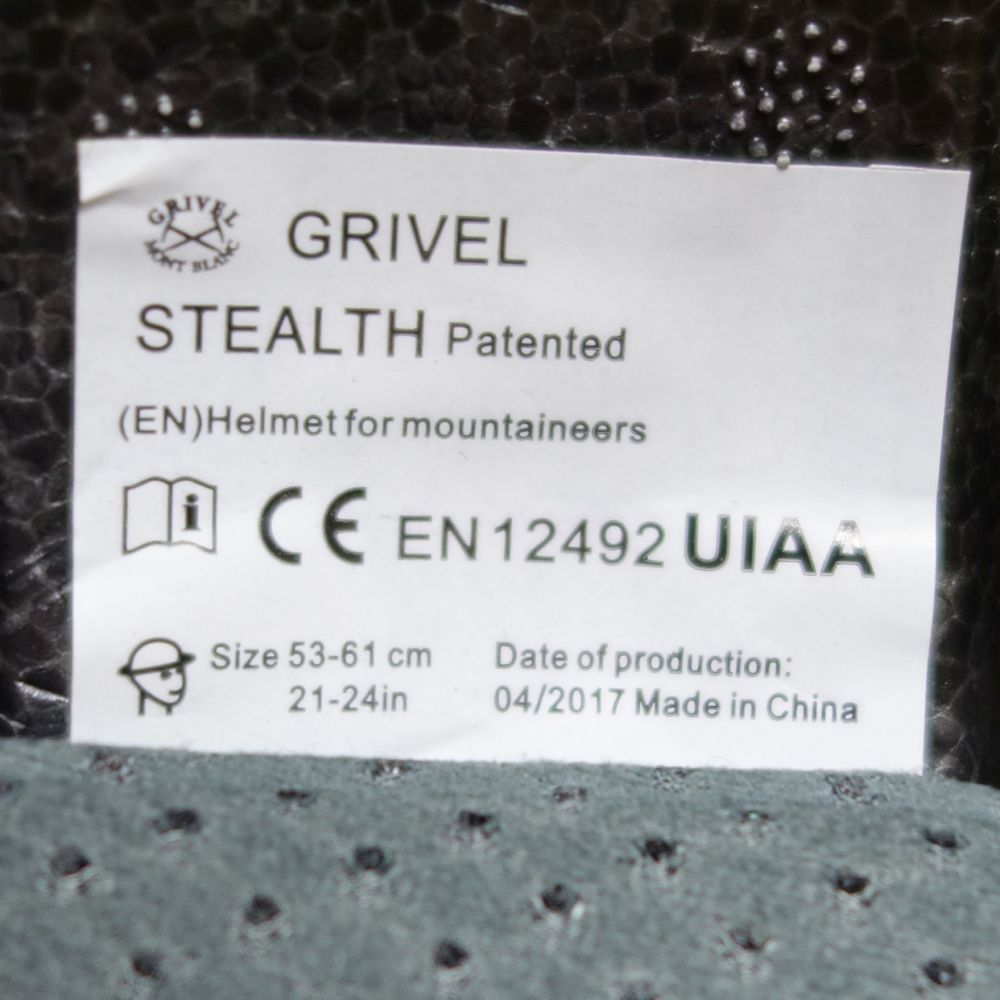 GRIVEL
MONT BLANC
GRIVEL
STEALTH Patented
(EN)Helmet for mountaineers
i CE EN 12492 UIAA
Size 53-61 cm
21-24in
Date of production:
04/2017 Made in China